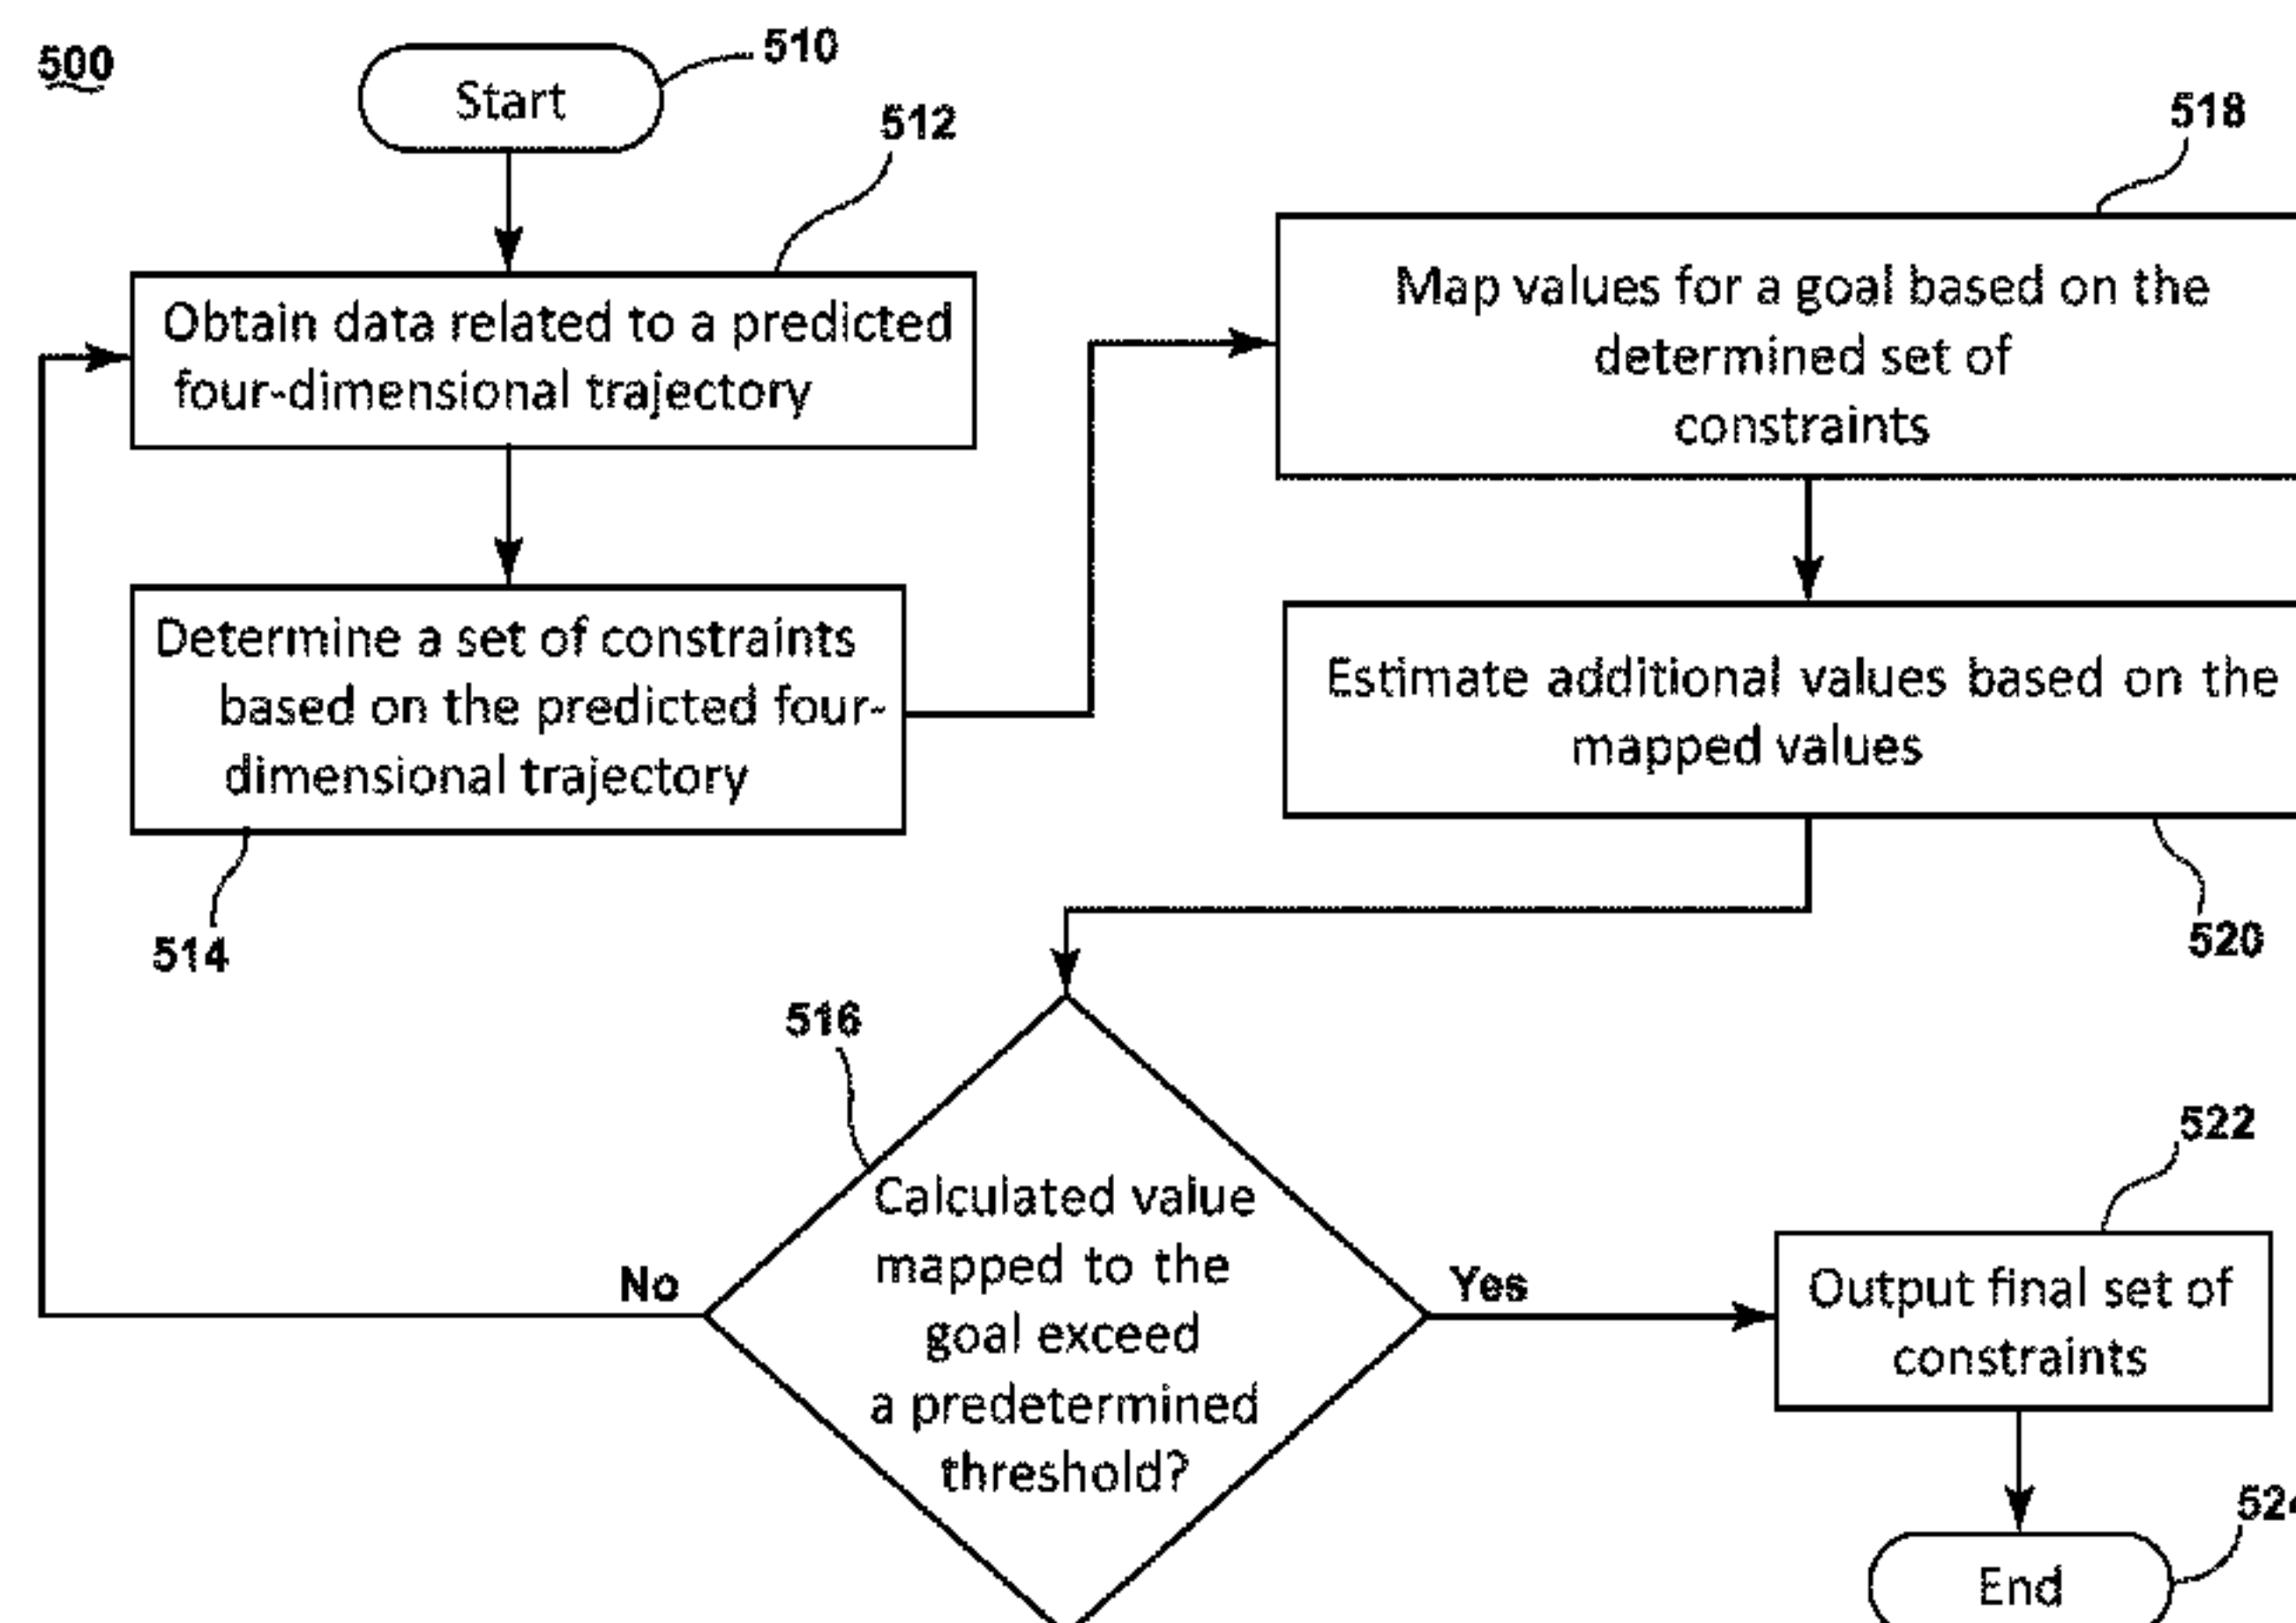 500
510
Start
512
Obtain data related to a predicted
four-dimensional trajectory
Determine a set of constraints
based on the predicted four-
dimensional trajectory
514
518
Map values for a goal based on the
determined set of
constraints
Estimate additional values based on the
mapped values
520
516
Calculated value
mapped to the
goal exceed
a predetermined
threshold?
No
Yes
522
Output final set of
constraints
End